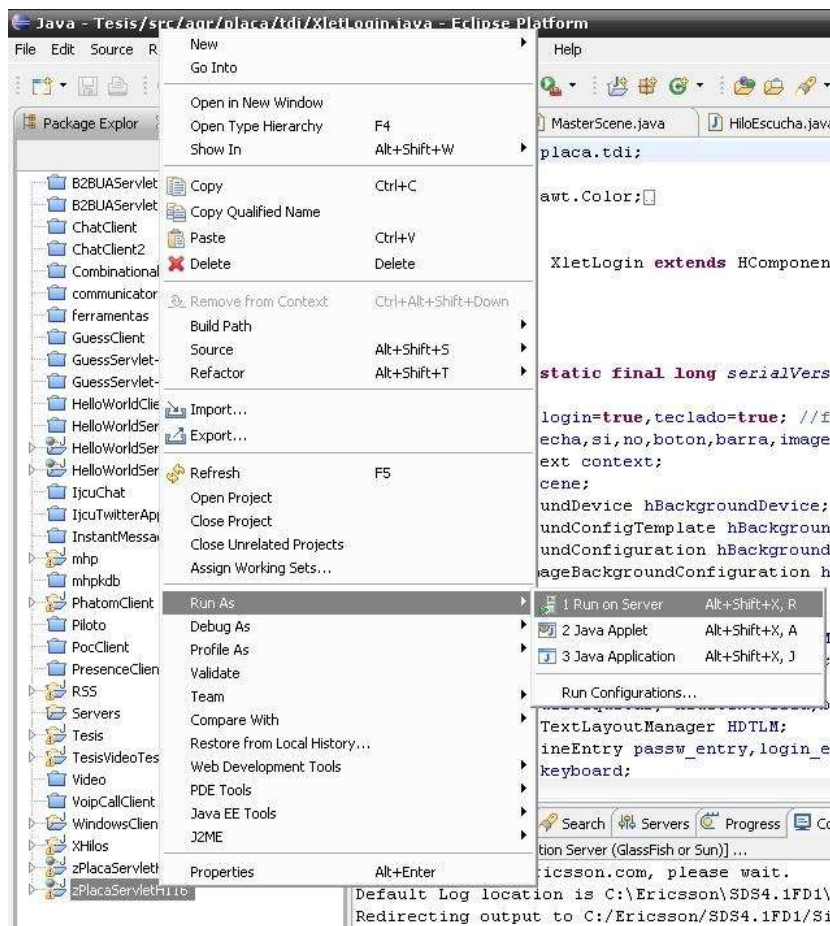 Java - Tesis/src/agr/placa/tdi/XletLogin.java - Eclipse Platform
File Edit Source R Help
Package Explor
MasterScene.java
HiloEscucha.java
B2BUAServlet
B2BUAServlet
ChatClient
ChatClient2
Combinational
communicator
ferramentas
GuessClient
GuessServlet-
GuessServlet-
HelloWorldClie
HelloWorldSer
HelloWorldSer
HelloWorldSer
IjcuChat
IjcuTwitterApp
InstantMessa
mhp
mhpkdb
PhatomClient
Piloto
PocClient
PresenceClien
RSS
Servers
Tesis
TesisVideoTes
Video
VoipCallClient
WindowsClien
XHilos
zPlacaServletH
zPlacaServletH116
New
Go Into
Open in New Window
Open Type Hierarchy F4
Show In Alt+Shift+W
Copy Ctrl+C
Copy Qualified Name
Paste Ctrl+V
Delete Delete
Remove from Context Ctrl+Alt+Shift+Down
Build Path
Source Alt+Shift+S
Refactor Alt+Shift+T
Import...
Export...
Refresh F5
Open Project
Close Project
Close Unrelated Projects
Assign Working Sets...
Run As
Debug As
Profile As
Validate
Team
Compare With
Restore from Local History...
Web Development Tools
PDE Tools
Java EE Tools
J2ME
Properties Alt+Enter
1 Run on Server Alt+Shift+X, R
2 Java Applet Alt+Shift+X, A
3 Java Application Alt+Shift+X, J
Run Configurations...
placa.tdi;
awt.Color;
XletLogin extends HComponen
static final long serialVers
login=true,teclado=true; //f
echa,si,no,boton,barra,image
ext context;
cene;
undDevice hBackgroundDevice;
undConfigTemplate hBackgroun
undConfiguration hBackground
ageBackgroundConfiguration h
TextLayoutManager HDTLM;
ineEntry passw_entry,login_e
keyboard;
Search Servers Progress Co
tion Server (GlassFish or Sun)] ...
ricsson.com, please wait.
Default Log location is C:\Ericsson\SDS4.1FD1\
Redirecting output to C:/Ericsson/SDS4.1FD1/Si